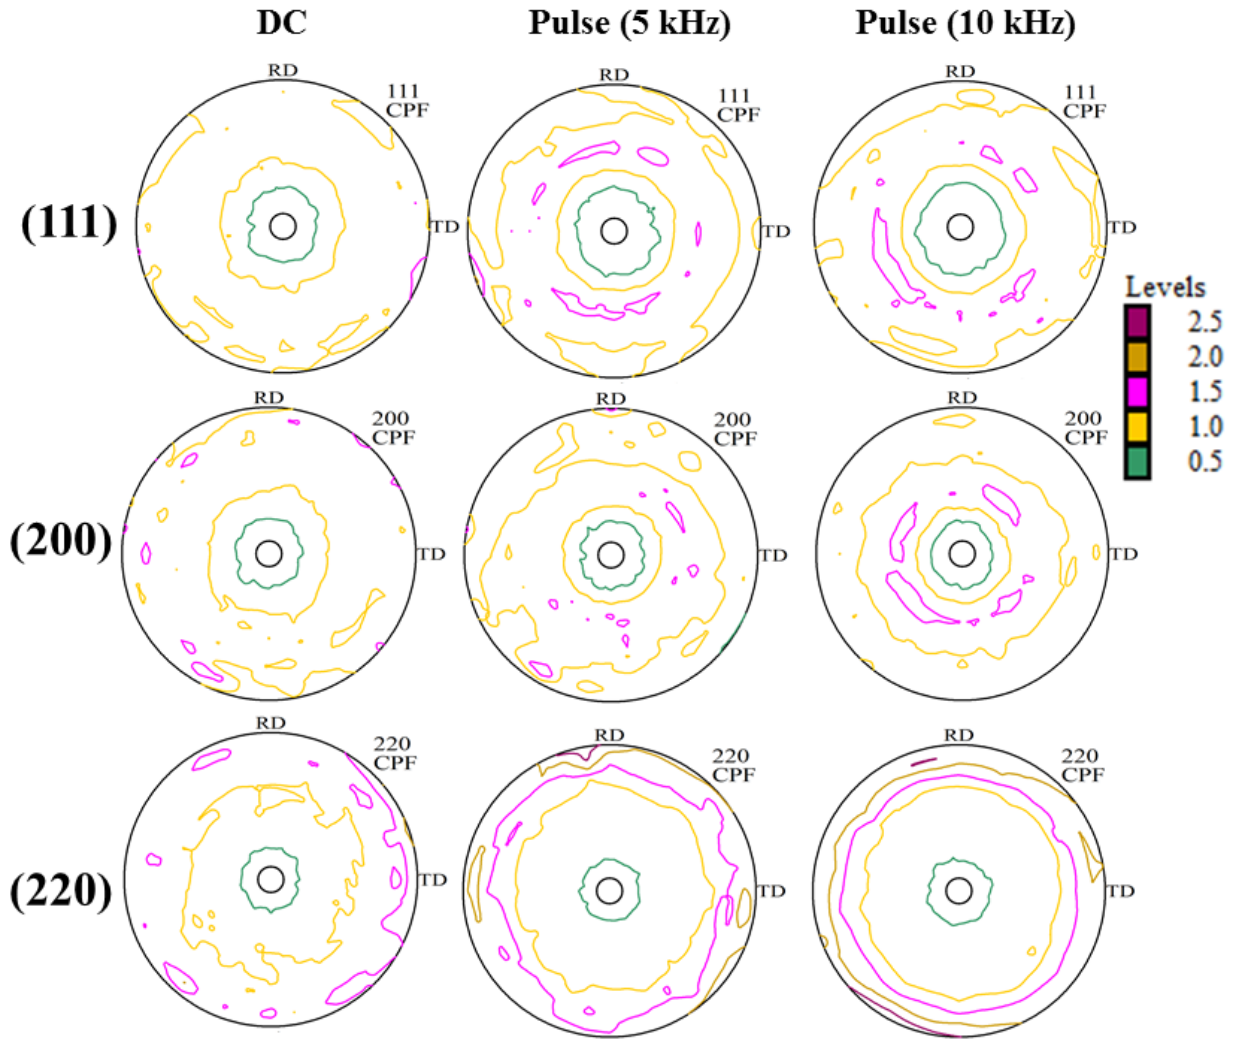 DC Pulse (5 kHz) Pulse (10 kHz)
RD RD RD
111 CPF 111 CPF 111 CPF
(111)
TD TD TD
Levels
2.5
2.0
1.5
1.0
0.5
RD RD RD
200 CPF 200 CPF 200 CPF
(200)
TD TD TD
RD RD RD
220 CPF 220 CPF 220 CPF
(220)
TD TD TD